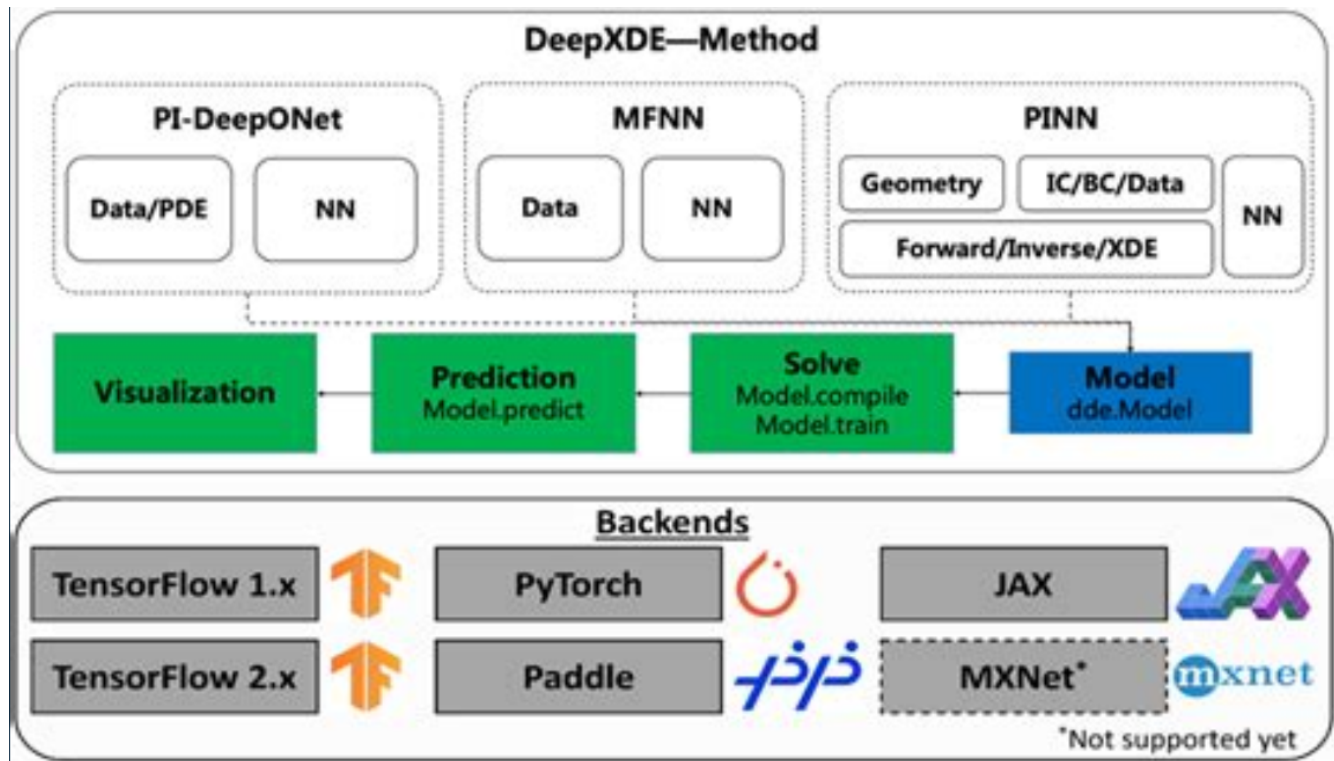 DeepXDE—Method
PI-DeepONet
MFNN
PINN
Data/PDE
NN
Data
NN
Geometry
IC/BC/Data
NN
Forward/Inverse/XDE
Visualization
Prediction
Model.predict
Solve
Model.compile
Model.train
Model
dde.Model
Backends
TensorFlow 1.x
PyTorch
JAX
JAX
TensorFlow 2.x
Paddle
MXNet*
mxnet
*Not supported yet